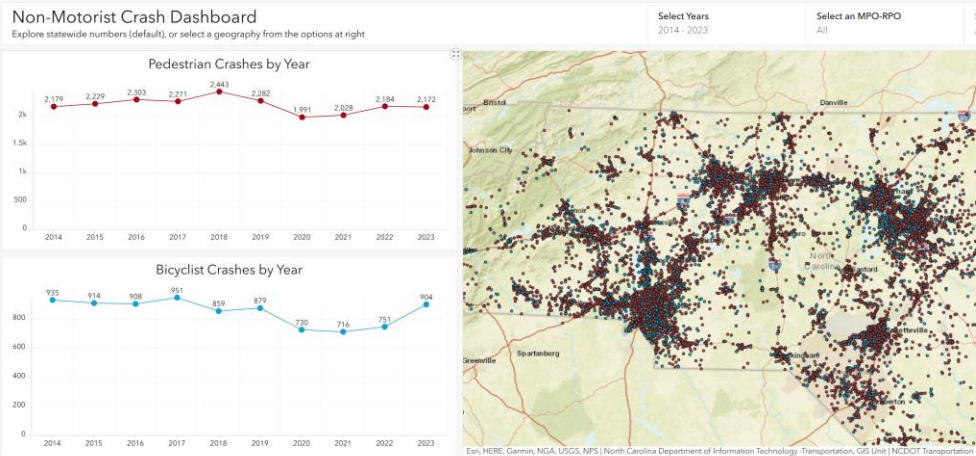 Non-Motorist Crash Dashboard
Explore statewide numbers (default), or select a geography from the options at right
Select Years
2014 - 2023
Select an MPO-RPO
All
Pedestrian Crashes by Year
2,179
2,229
2,303
2,271
2,443
2,282
1,991
2,028
2,184
2,172
2k
1.5k
1k
500
0
2014 2015 2016 2017 2018 2019 2020 2021 2022 2023
Bicyclist Crashes by Year
935
914
908
951
859
879
730
716
751
904
800
600
400
200
0
2014 2015 2016 2017 2018 2019 2020 2021 2022 2023
Bristol
Danville
Johnson City
North
Carolina
Spartanburg
Greenville
Esri, HERE, Garmin, NGA, USGS, NPS | North Carolina Department of Information Technology -Transportation, GIS Unit | NCDOT Transportation